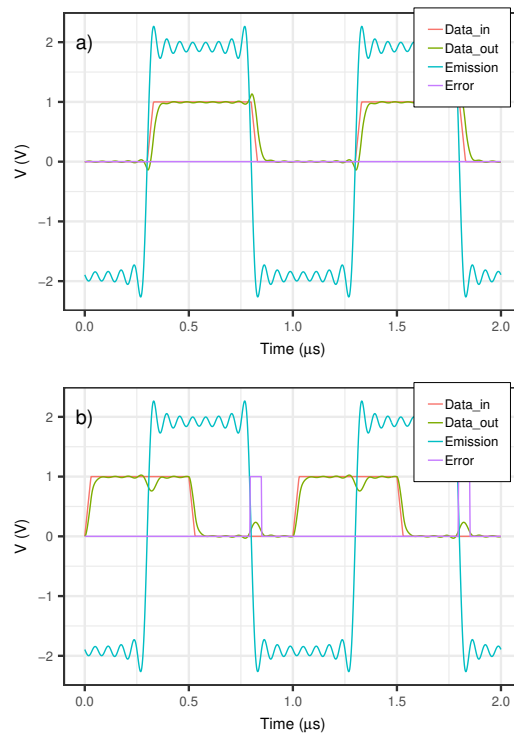 a)
Data_in
Data_out
Emission
Error
2
1
0
−1
−2
V (V)
0.0 0.5 1.0 1.5 2.0
Time (μs)
b)
Data_in
Data_out
Emission
Error
2
1
0
−1
−2
V (V)
0.0 0.5 1.0 1.5 2.0
Time (μs)